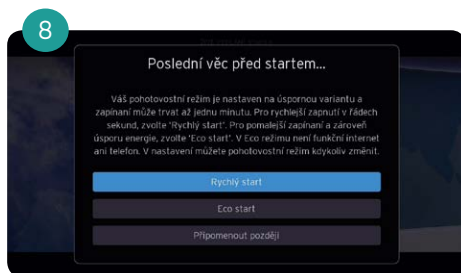 8
Poslední věc před startem...
Váš pohotovostní režim je nastaven na úspornou variantu a
zapínaní může trvat až jednu minutu. Pro rychlejší zapnutí v řádech
sekund, zvolte 'Rychlý start'. Pro pomalejší zapínaní a zároveň
úsporu energie, zvolte 'Eco start'. V Eco režimu není funkční internet
ani telefon. V nastavení můžete pohotovostní režim kdykoliv změnit.
Rychlý start
Eco start
Připomenout později